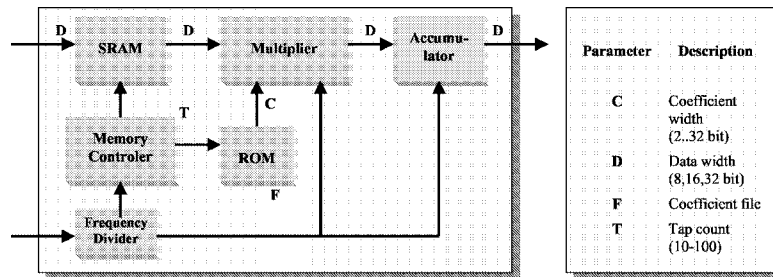 D
SRAM
D
Multiplier
D
Accumu-
lator
D
C
T
Memory
Controler
ROM
F
Frequency
Divider
Parameter Description
C Coefficient
width
(2..32 bit)
D Data width
(8,16,32 bit)
F Coefficient file
T Tap count
(10-100)